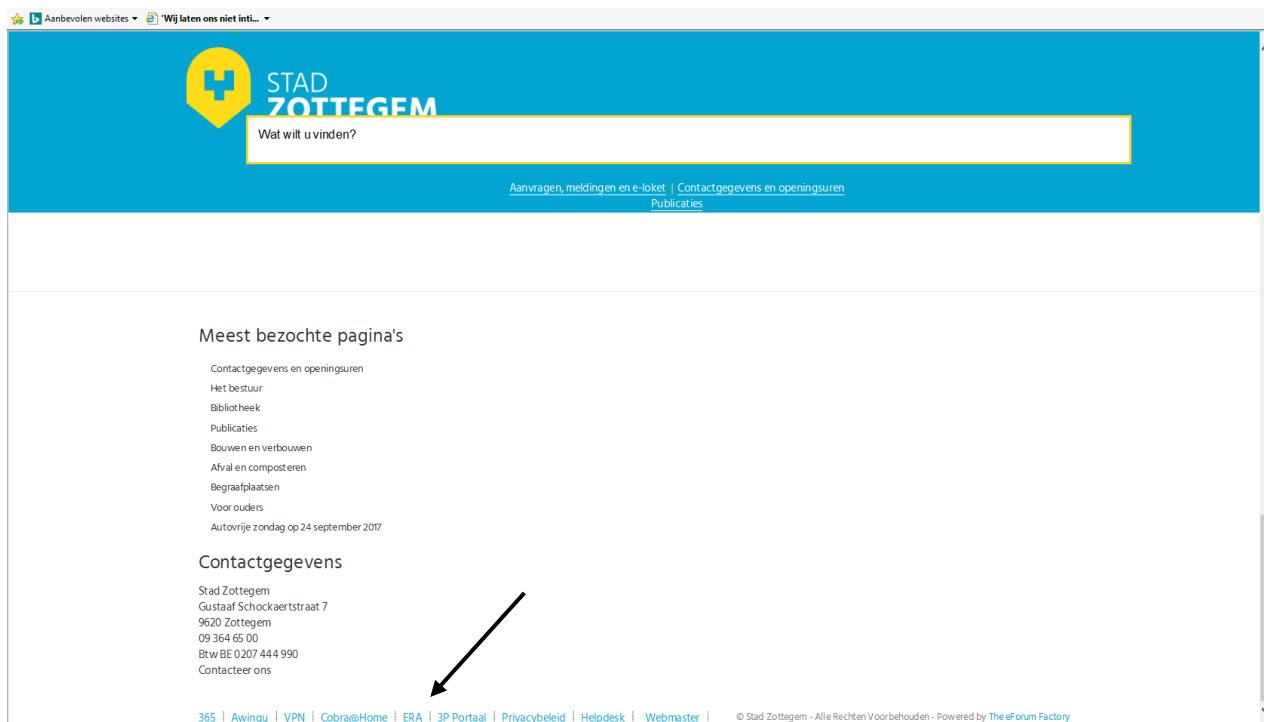 Aanbevolen websites
'Wij laten ons niet inti...
STAD
ZOTTEGEM
Wat wilt u vinden?
Aanvragen, meldingen en e-loket | Contactgegevens en openingsuren
Publicaties
Meest bezochte pagina's
Contactgegevens en openingsuren
Het bestuur
Bibliotheek
Publicaties
Bouwen en verbouwen
Afval en composteren
Begraafplaatsen
Voor ouders
Autovrije zondag op 24 september 2017
Contactgegevens
Stad Zottegem
Gustaaf Schockaertstraat 7
9620 Zottegem
09 364 65 00
Btw BE 0207 444 990
Contacteer ons
365 | Awingu | VPN | Cobra@Home | ERA | 3P Portaal | Privacybeleid | Helpdesk | Webmaster |
© Stad Zottegem - Alle Rechten Voorbehouden - Powered by The eForum Factory